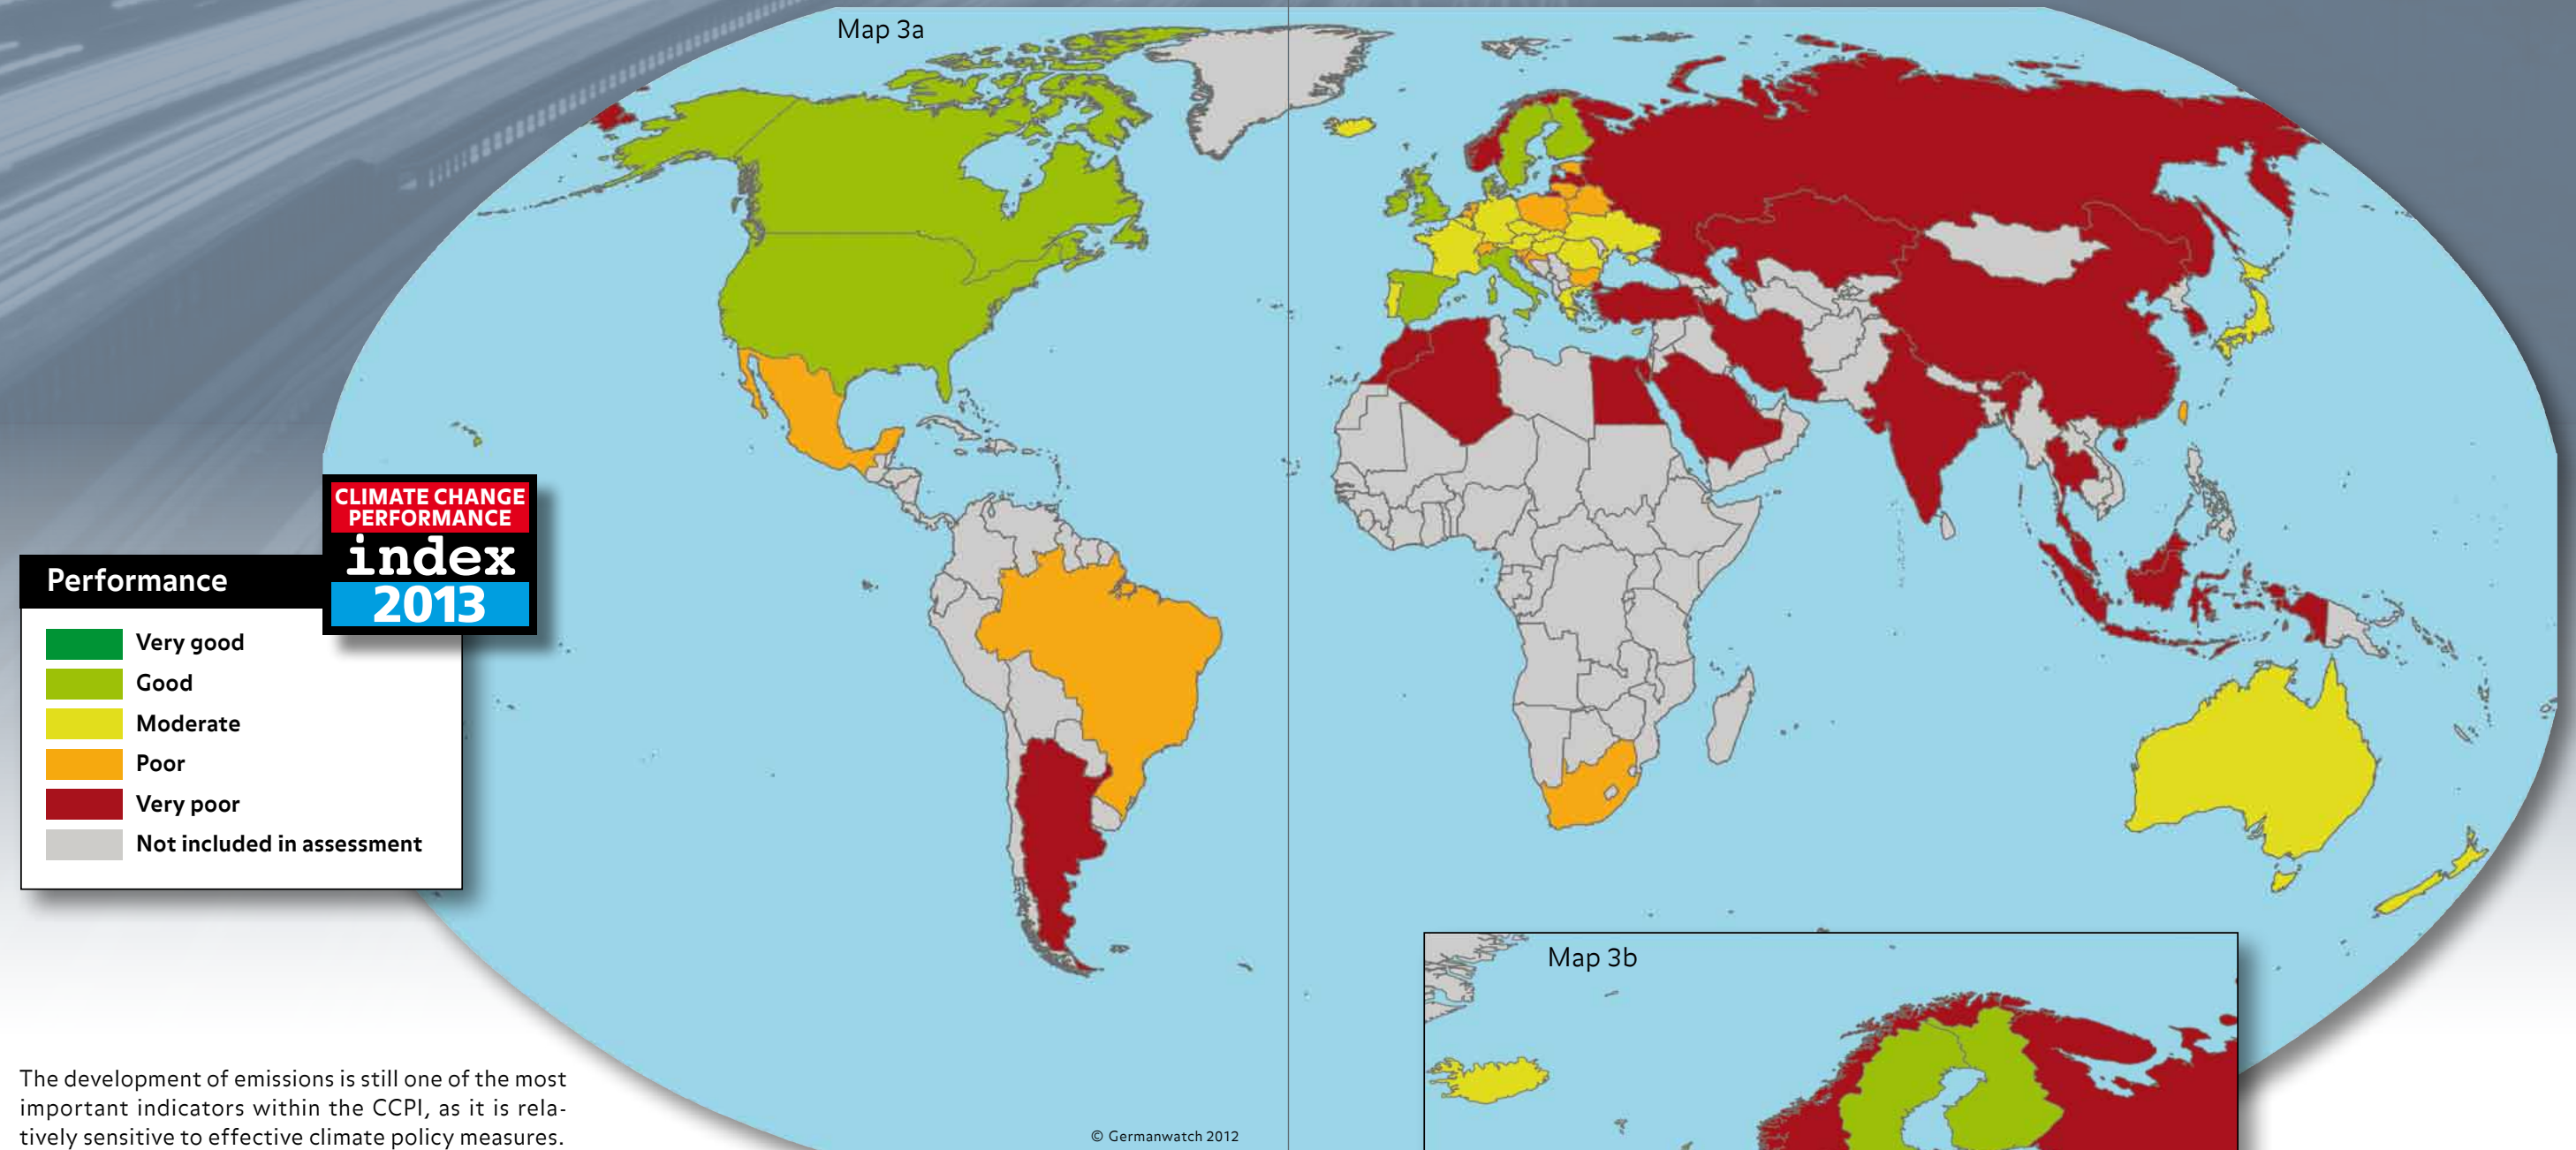 Map 3a
CLIMATE CHANGE
PERFORMANCE
index
2013
Performance
Very good
Good
Moderate
Poor
Very poor
Not included in assessment
Map 3b
The development of emissions is still one of the most
important indicators within the CCPI, as it is rela-
tively sensitive to effective climate policy measures.
© Germanwatch 2012